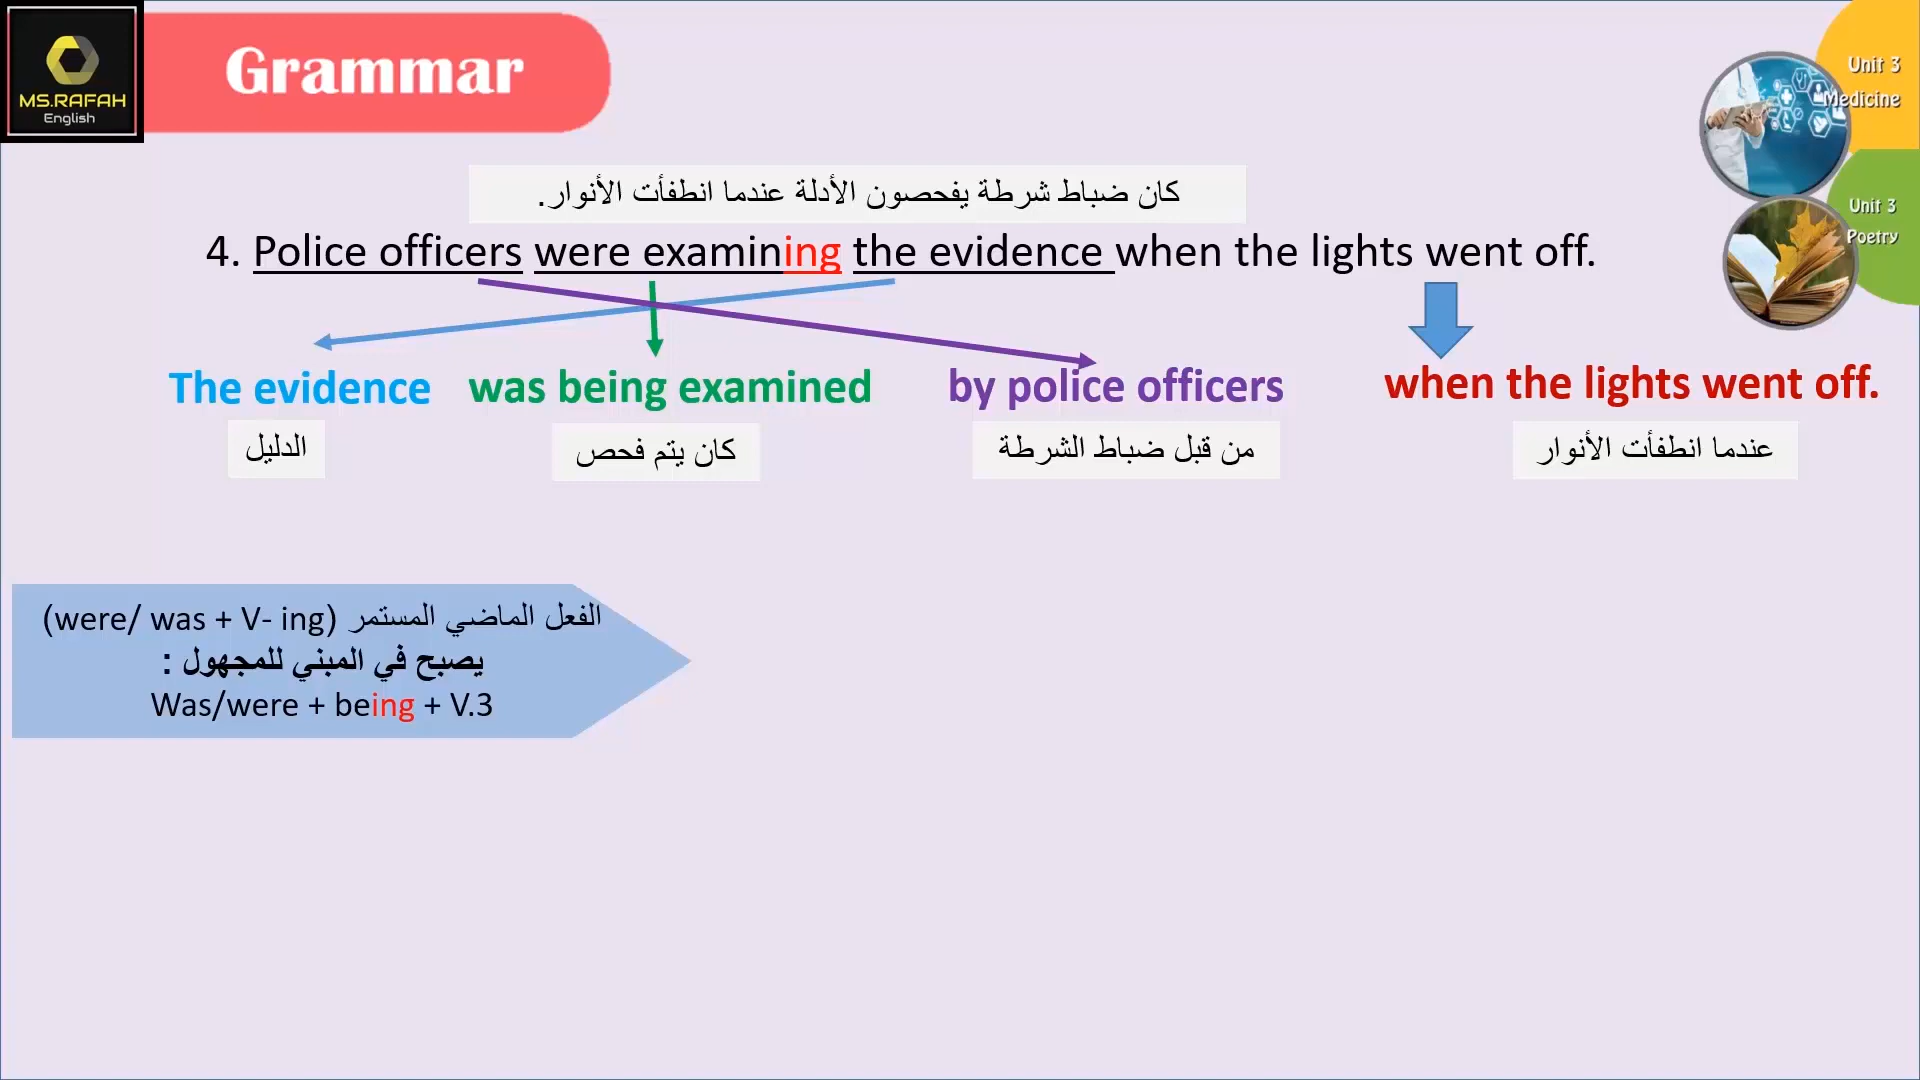 MS.RAFAH
English
Grammar
Unit 3
Medicine
Unit 3
Poetry
كان ضباط شرطة يفحصون الأدلة عندما انطفأت الأنوار.
4. Police officers were examining the evidence when the lights went off.
The evidence was being examined by police officers when the lights went off.
الدليل
كان يتم فحص
من قبل ضباط الشرطة
عندما انطفأت الأنوار
الفعل الماضي المستمر (were/ was + V- ing)
يصبح في المبني للمجهول :
Was/were + being + V.3